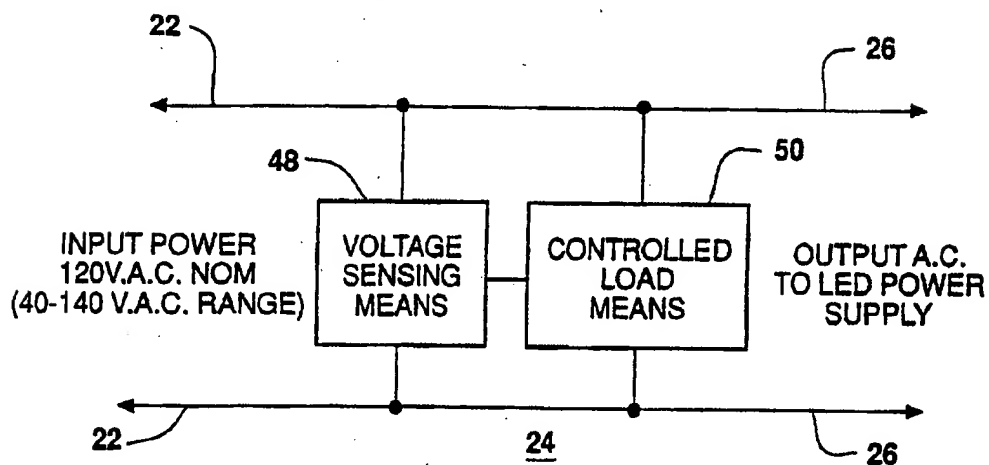 22
26
48
50
INPUT POWER
120V.A.C. NOM
(40-140 V.A.C. RANGE)
VOLTAGE
SENSING
MEANS
CONTROLLED
LOAD
MEANS
OUTPUT A.C.
TO LED POWER
SUPPLY
22
24
26